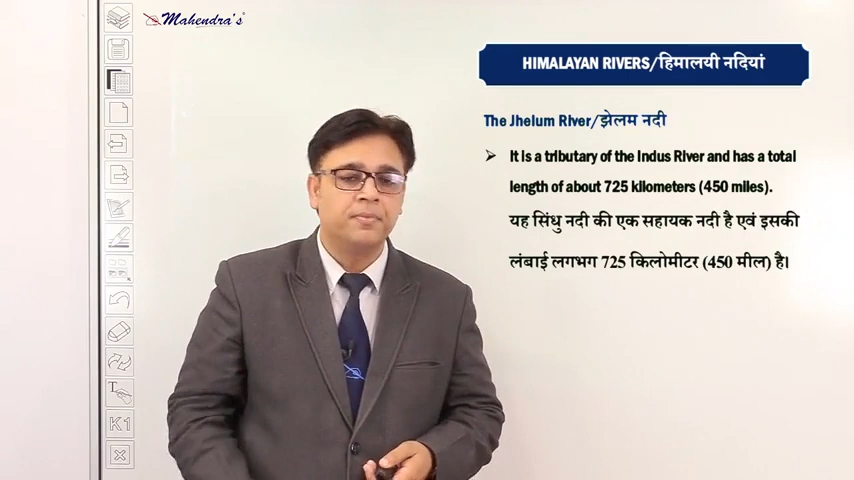 Mahendra's
HIMALAYAN RIVERS/हिमालयी नदियां
The Jhelum River/झेलम नदी
➢ It is a tributary of the Indus River and has a total
length of about 725 kilometers (450 miles).
यह सिंधु नदी की एक सहायक नदी है एवं इसकी
लंबाई लगभग 725 किलोमीटर (450 मील) है।
T
K1